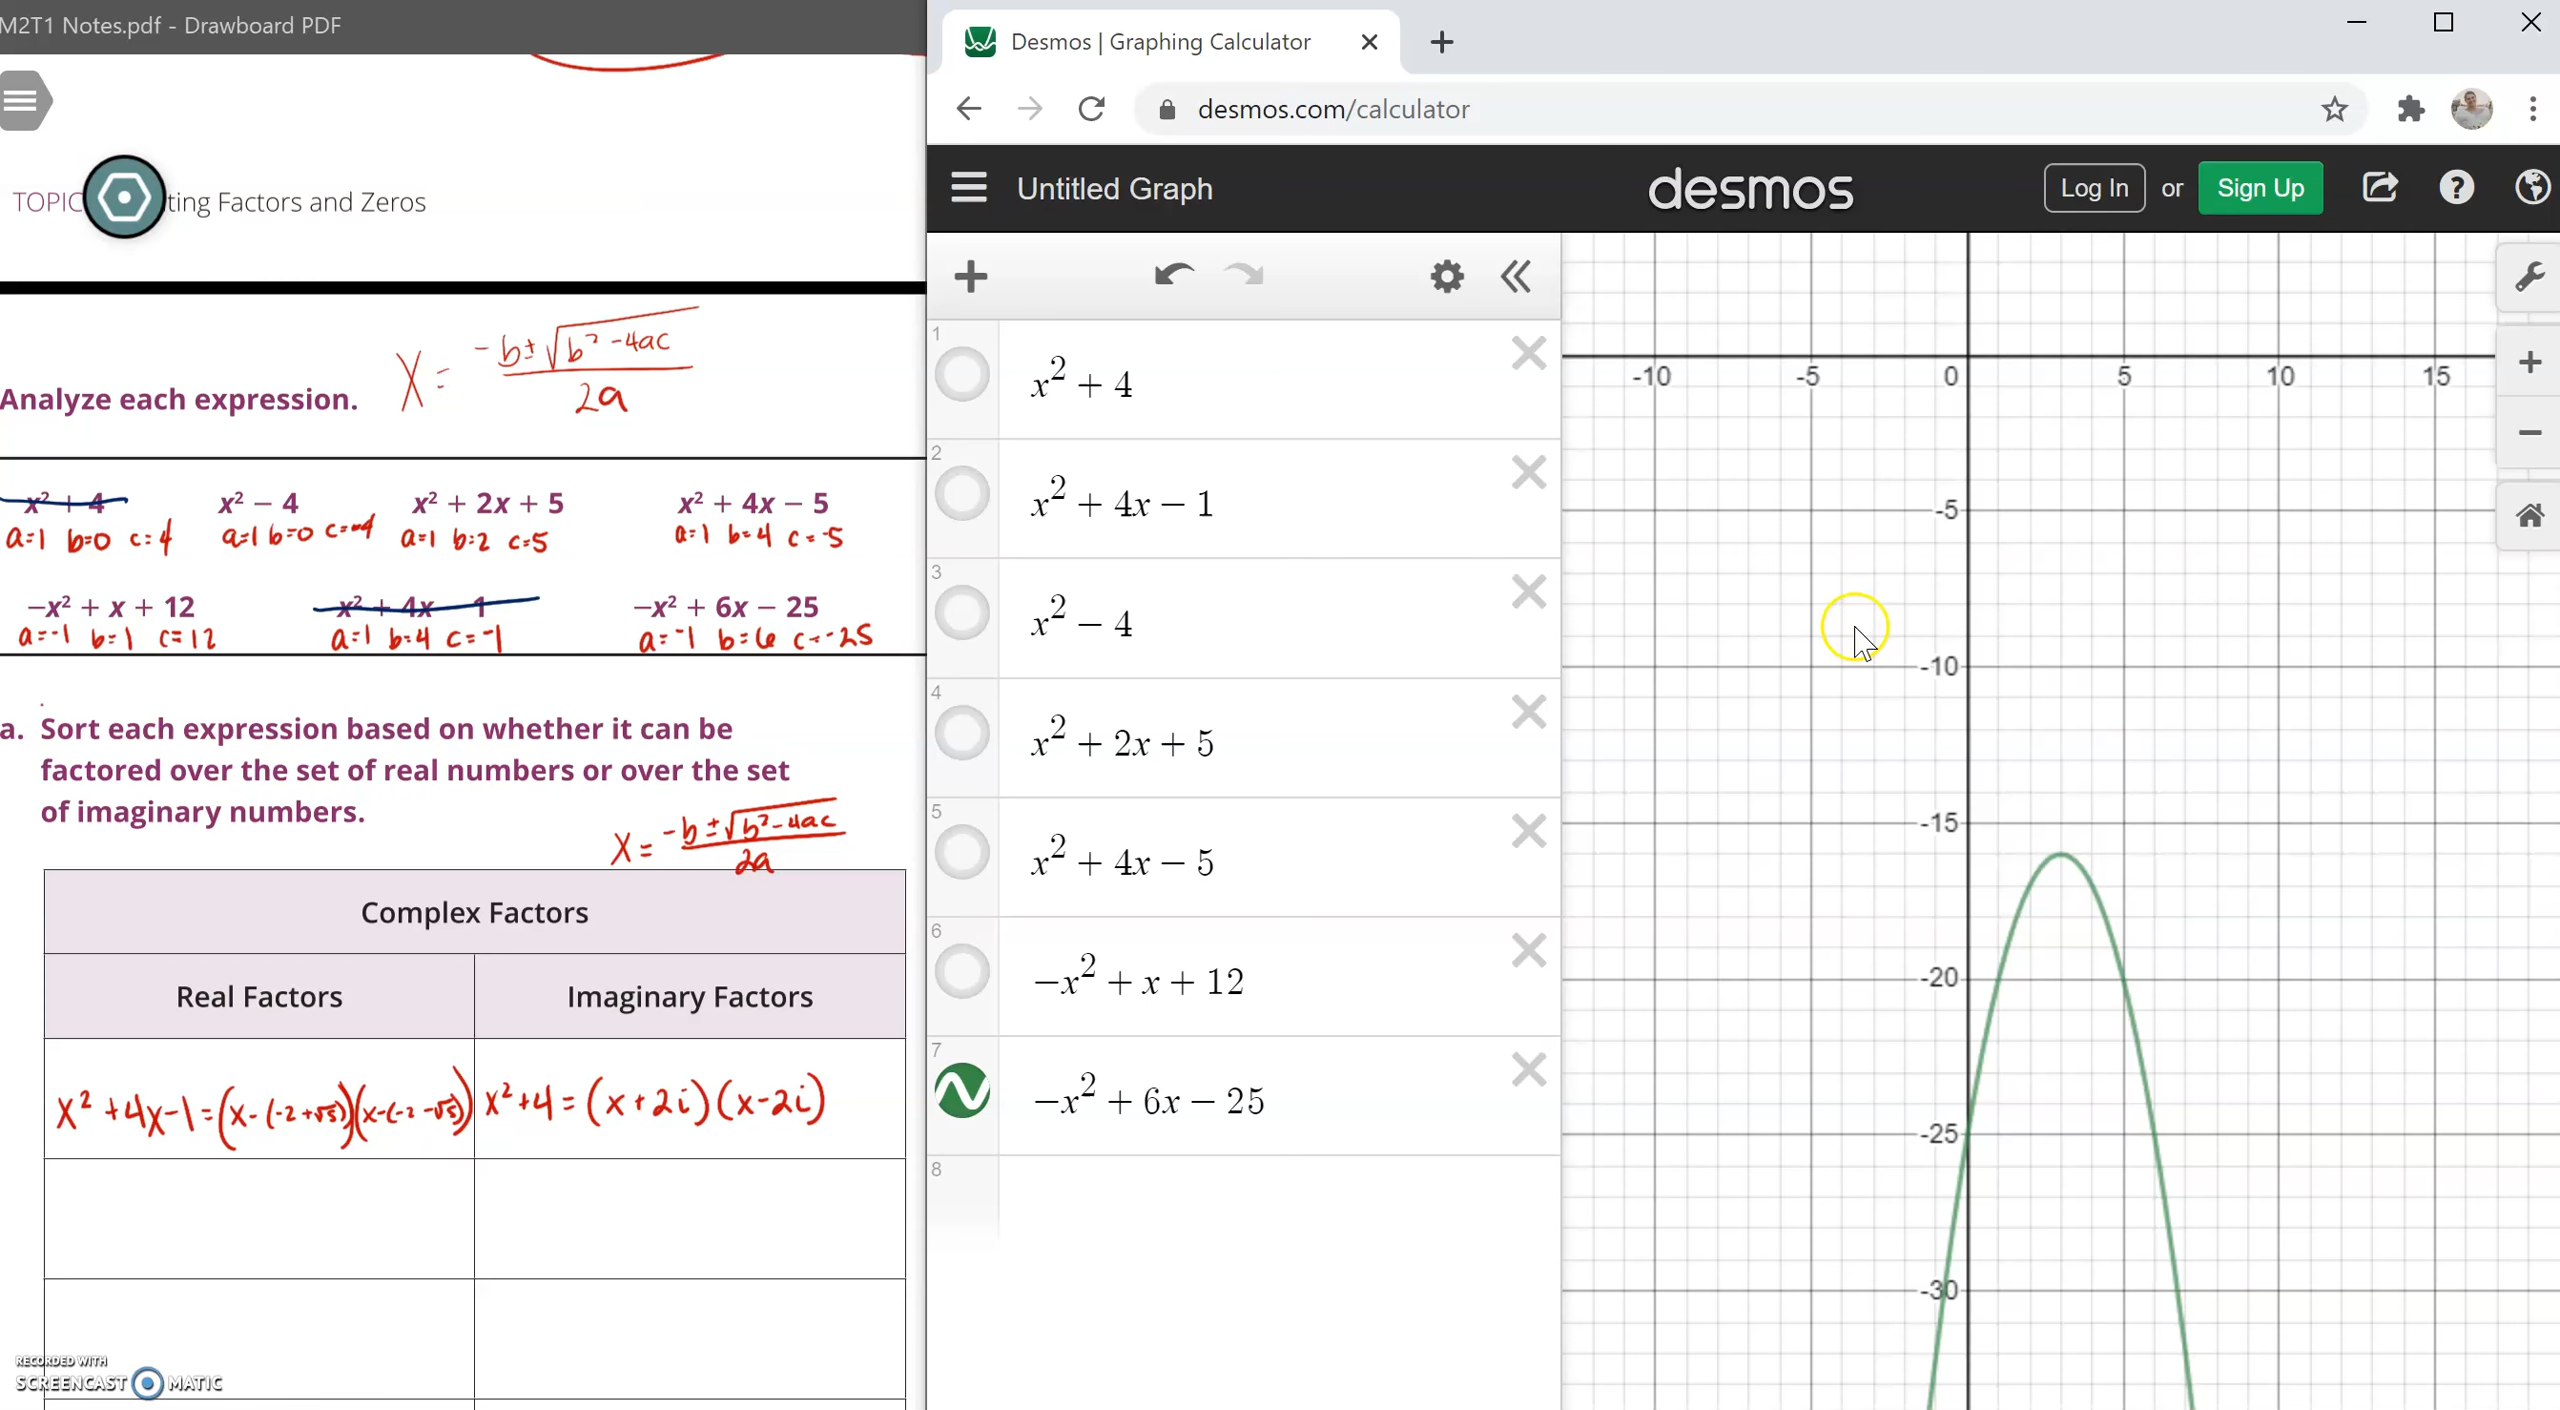 M2T1 Notes.pdf - Drawboard PDF
TOPIC ting Factors and Zeros
Analyze each expression.
X = -b±√b²-4ac / 2a
x² + 4 x² − 4 x² + 2x + 5 x² + 4x − 5
a=1 b=0 c=4 a=1 b=0 c=-4 a=1 b=2 c=5 a=1 b=4 c=-5
−x² + x + 12 x² + 4x − 1 −x² + 6x − 25
a=-1 b=1 c=12 a=1 b=4 c=-1 a=-1 b=6 c=-25
a. Sort each expression based on whether it can be
factored over the set of real numbers or over the set
of imaginary numbers.
X = -b±√b²-4ac / 2a
Complex Factors
Real Factors Imaginary Factors
x²+4x-1=(x-(-2+√5))(x-(-2-√5)) x²+4=(x+2i)(x-2i)
RECORDED WITH
SCREENCAST MATIC
Desmos | Graphing Calculator
desmos.com/calculator
Untitled Graph
desmos
Log In or Sign Up
1
x² + 4
2
x² + 4x − 1
3
x² − 4
4
x² + 2x + 5
5
x² + 4x − 5
6
−x² + x + 12
7
−x² + 6x − 25
8
-10 -5 0 5 10 15
-5
-10
-15
-20
-25
-30